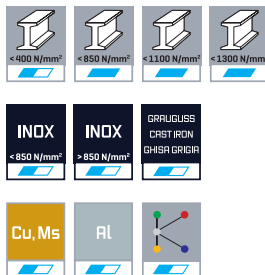 <400 N/mm² <850 N/mm² <1100 N/mm² <1300 N/mm
INOX INOX GRAUGUSS
CAST IRON
GHISA GRIGIA
<850 N/mm² >850 N/mm²
Cu, Ms Al